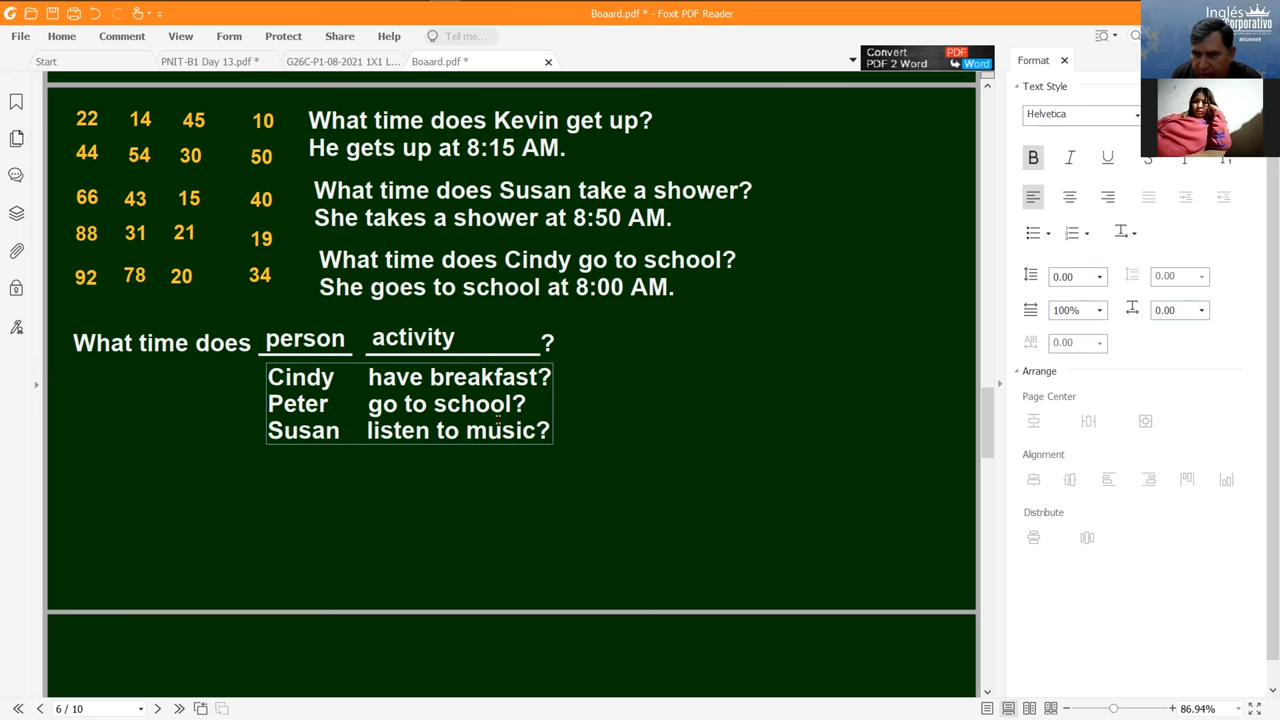 Boaard.pdf * - Foxit PDF Reader
Inglés
Corporativo
BEGINNER
File Home Comment View Form Protect Share Help Tell me...
Start PNIT-B1 Day 13.pdf * G26C-P1-08-2021 1X1 L... Boaard.pdf *
Convert PDF
PDF 2 Word Word
Format
Text Style
Helvetica
B I U
22 14 45 10
44 54 30 50
66 43 15 40
88 31 21 19
92 78 20 34
What time does Kevin get up?
He gets up at 8:15 AM.
What time does Susan take a shower?
She takes a shower at 8:50 AM.
What time does Cindy go to school?
She goes to school at 8:00 AM.
What time does person activity ?
Cindy have breakfast?
Peter go to school?
Susan listen to music?
0.00 0.00
100% 0.00
0.00
Arrange
Page Center
Alignment
Distribute
6 / 10
86.94%